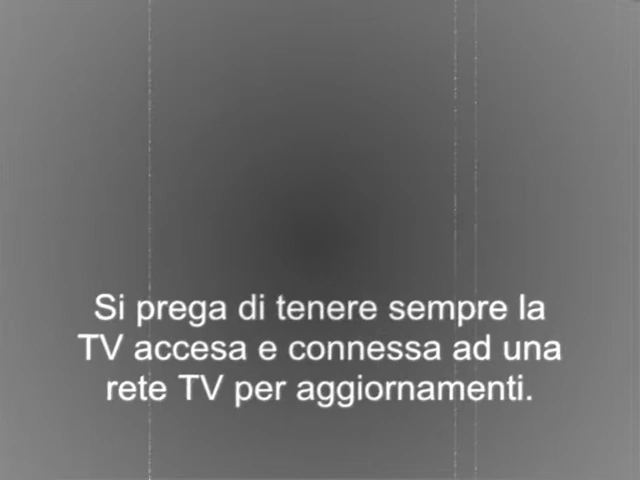 Si prega di tenere sempre la
TV accesa e connessa ad una
rete TV per aggiornamenti.